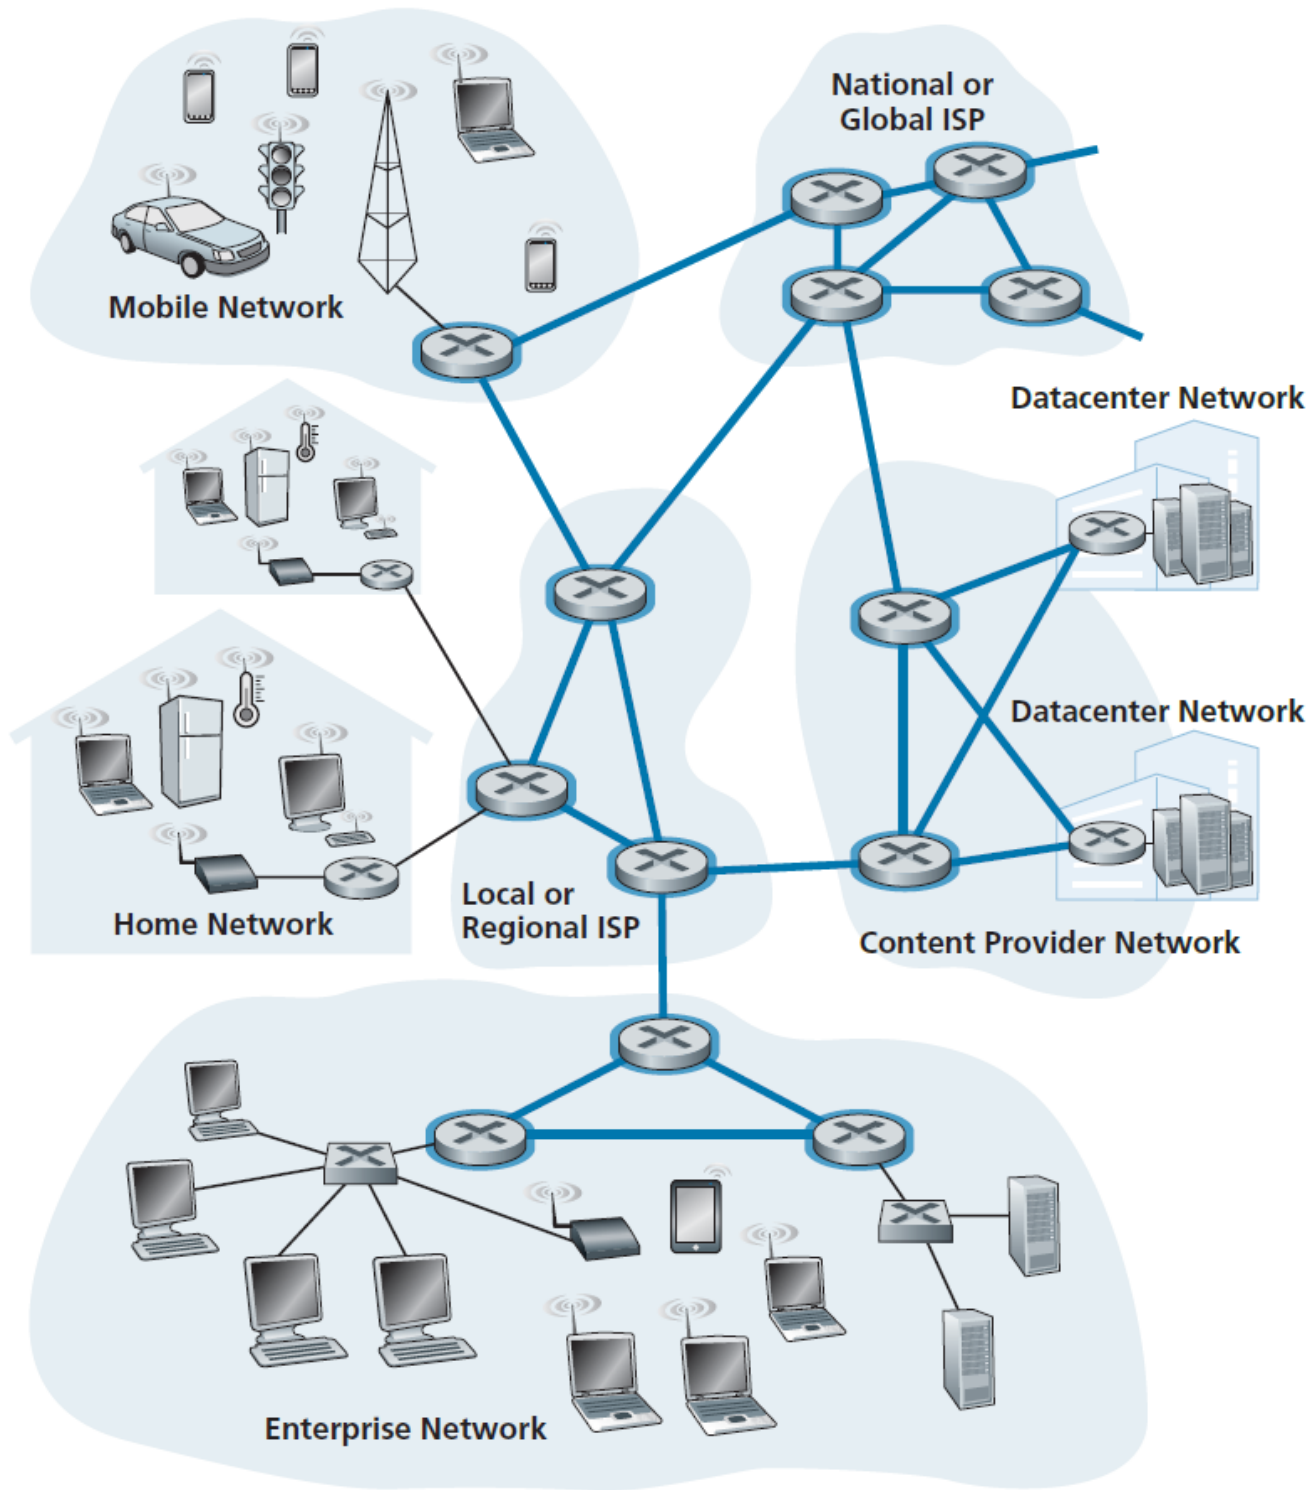 National or
Global ISP
Mobile Network
Datacenter Network
Datacenter Network
Local or
Regional ISP
Home Network
Content Provider Network
Enterprise Network